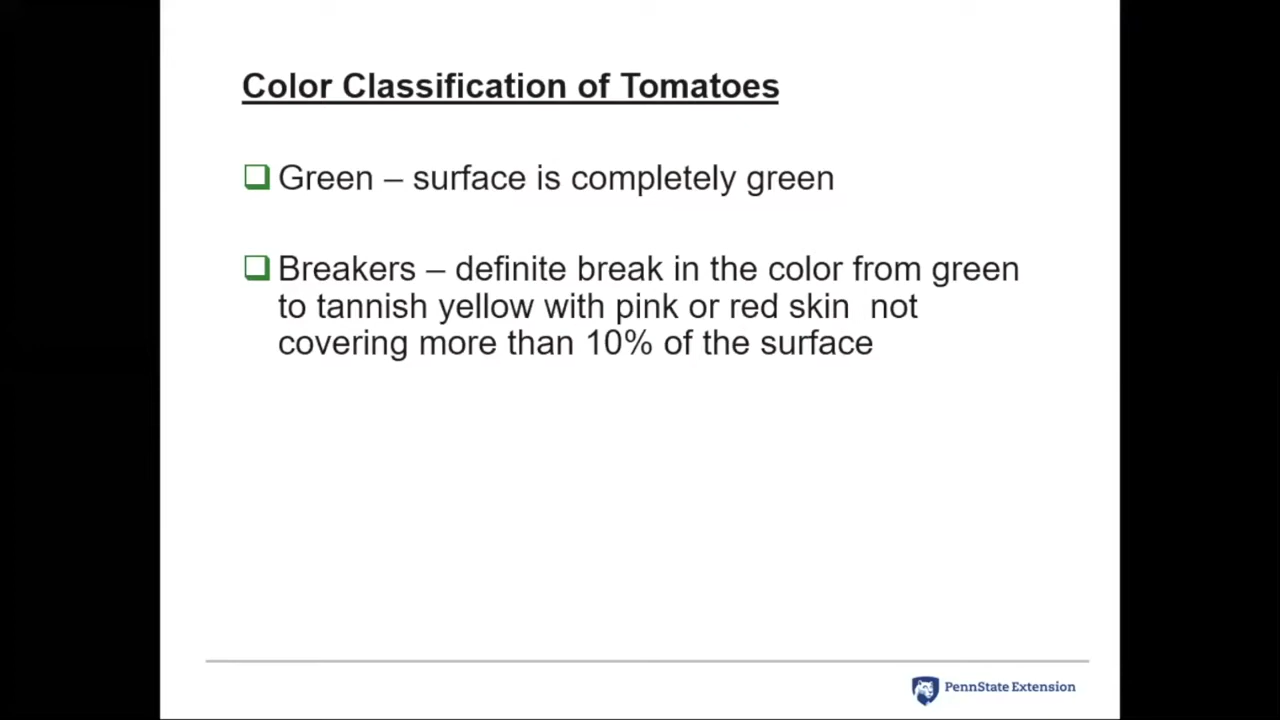 Color Classification of Tomatoes
Green – surface is completely green
Breakers – definite break in the color from green
to tannish yellow with pink or red skin  not
covering more than 10% of the surface
PennState Extension